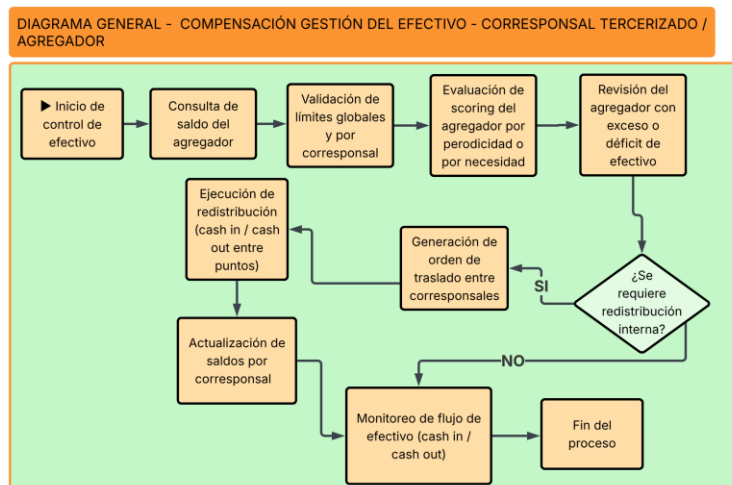 DIAGRAMA GENERAL - COMPENSACIÓN GESTIÓN DEL EFECTIVO - CORRESPONSAL TERCERIZADO /
AGREGADOR
▶ Inicio de
control de
efectivo
Consulta de
saldo del
agregador
Validación de
límites globales
y por
corresponsal
Evaluación de
scoring del
agregador por
perodicidad o
por necesidad
Revisión del
agregador con
exceso o
déficit de
efectivo
¿Se
requiere
redistribución
interna?
SI
Generación de
orden de
traslado entre
corresponsales
Ejecución de
redistribución
(cash in / cash
out entre
puntos)
Actualización de
saldos por
corresponsal
NO
Monitoreo de flujo de
efectivo (cash in /
cash out)
Fin del
proceso